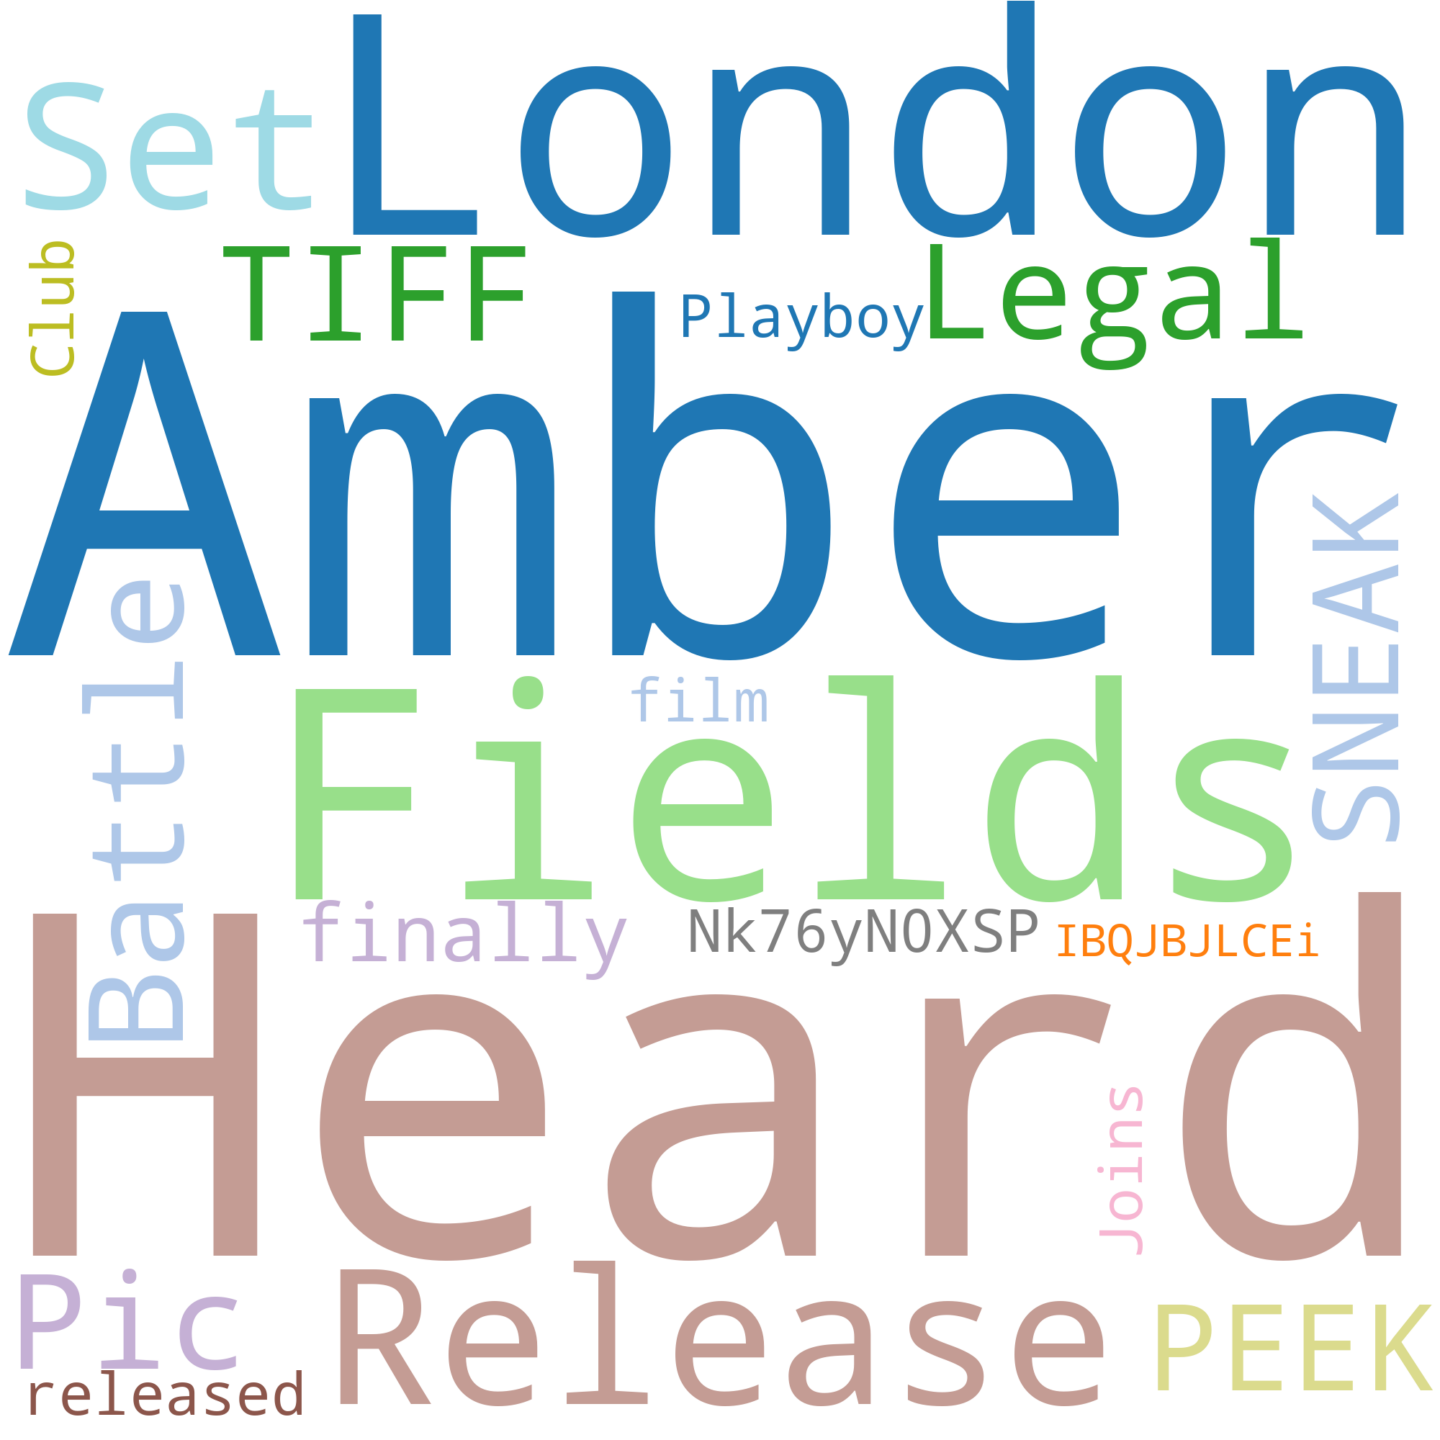 London
Set
Club
TIFF
Playboy
Legal
Amber
SNEAK
Battle
film
Fields
finally
Nk76yNOXSP
IBQJBJLCEi
Heard
Joins
Pic
Release
PEEK
released